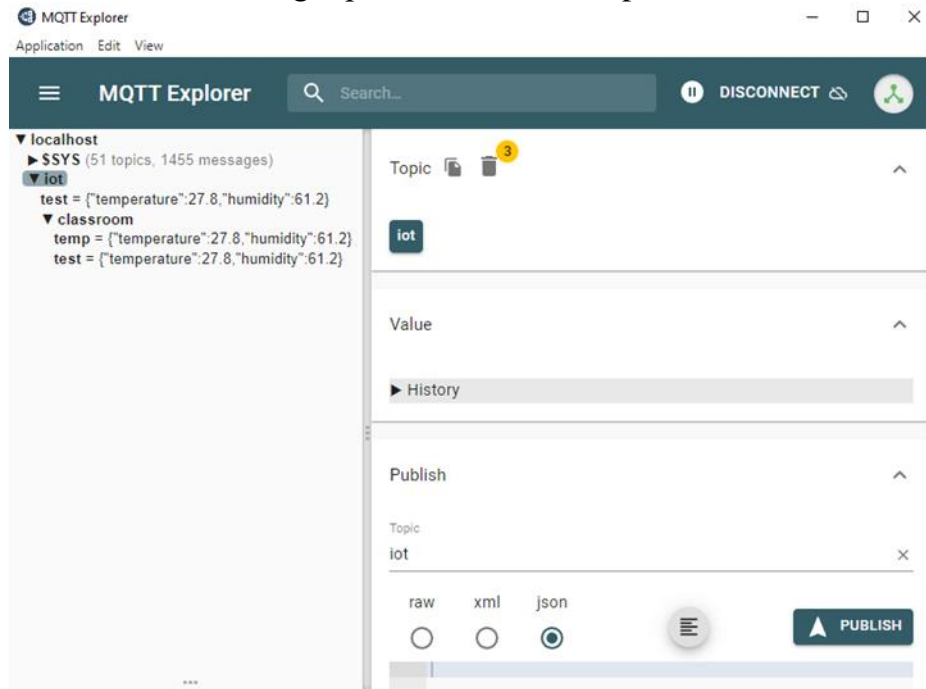 MQTT Explorer
Application Edit View
MQTT Explorer
Search...
DISCONNECT
▼ localhost
▶ $SYS (51 topics, 1455 messages)
▼ iot
test = {"temperature":27.8,"humidity":61.2}
▼ classroom
temp = {"temperature":27.8,"humidity":61.2}
test = {"temperature":27.8,"humidity":61.2}
Topic 3
iot
Value
▶ History
Publish
Topic
iot
raw xml json
PUBLISH